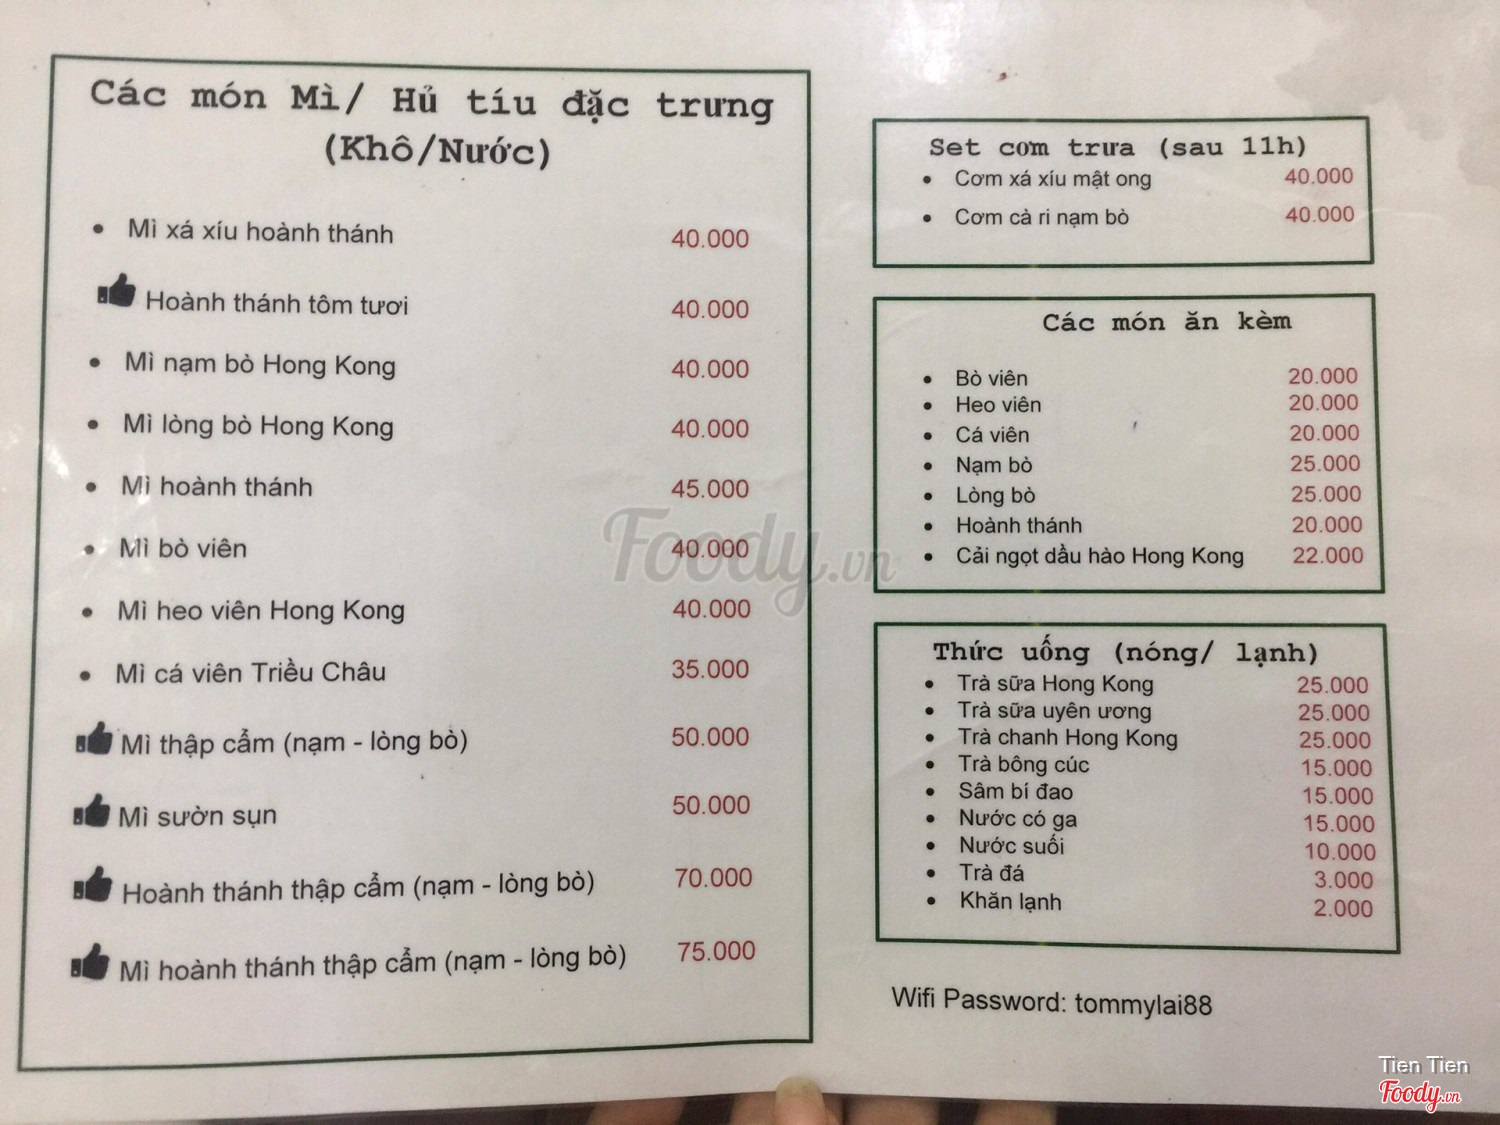 Các món Mì/ Hủ tíu đặc trưng
(Khô/Nước)
• Mì xá xíu hoành thánh 40.000
Hoành thánh tôm tươi 40.000
• Mì nạm bò Hong Kong 40.000
• Mì lòng bò Hong Kong 40.000
• Mì hoành thánh 45.000
• Mì bò viên 40.000
• Mì heo viên Hong Kong 40.000
• Mì cá viên Triều Châu 35.000
Mì thập cẩm (nạm - lòng bò) 50.000
Mì sườn sụn 50.000
Hoành thánh thập cẩm (nạm - lòng bò) 70.000
Mì hoành thánh thập cẩm (nạm - lòng bò) 75.000
Set cơm trưa (sau 11h)
• Cơm xá xíu mật ong 40.000
• Cơm cà ri nạm bò 40.000
Các món ăn kèm
• Bò viên 20.000
• Heo viên 20.000
• Cá viên 20.000
• Nạm bò 25.000
• Lòng bò 25.000
• Hoành thánh 20.000
• Cải ngọt dầu hào Hong Kong 22.000
Thức uống (nóng/ lạnh)
• Trà sữa Hong Kong 25.000
• Trà sữa uyên ương 25.000
• Trà chanh Hong Kong 25.000
• Trà bông cúc 15.000
• Sâm bí đao 15.000
• Nước có ga 15.000
• Nước suối 10.000
• Trà đá 3.000
• Khăn lạnh 2.000
Wifi Password: tommylai88
Foody.vn
Tien Tien
Foody.vn